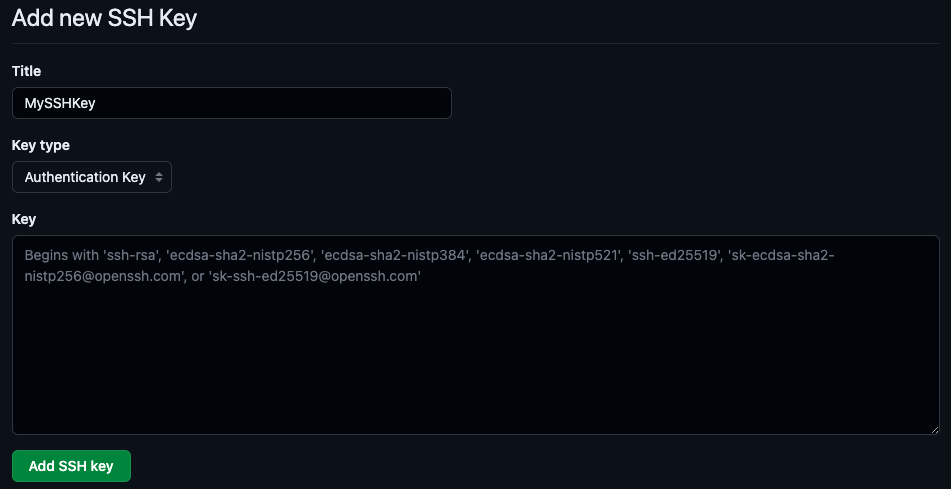 Add new SSH Key
Title
MySSHKey
Key type
Authentication Key
Key
Begins with 'ssh-rsa', 'ecdsa-sha2-nistp256', 'ecdsa-sha2-nistp384', 'ecdsa-sha2-nistp521', 'ssh-ed25519', 'sk-ecdsa-sha2-
nistp256@openssh.com', or 'sk-ssh-ed25519@openssh.com'
Add SSH key